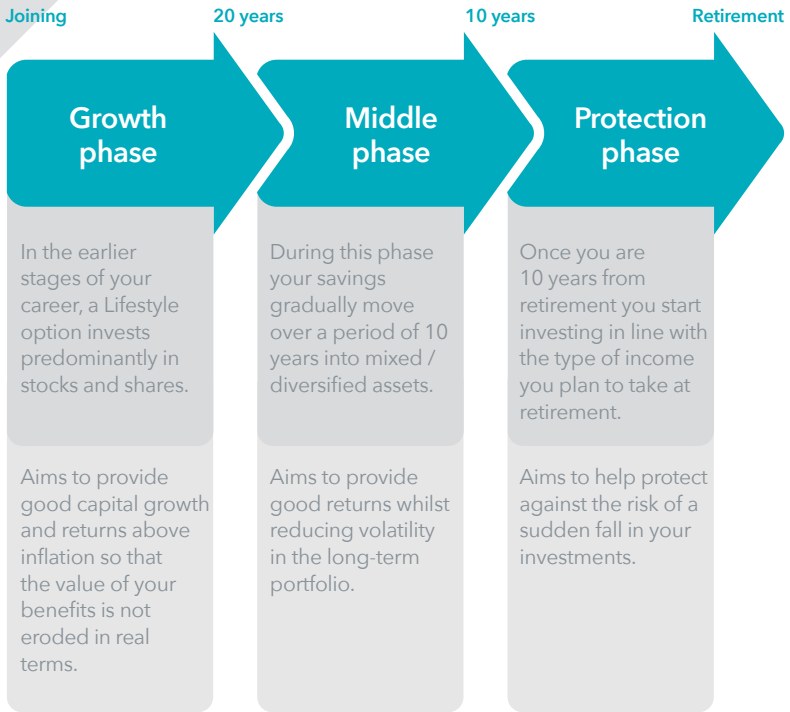 Joining
20 years
10 years
Retirement
Growth
phase
Middle
phase
Protection
phase
In the earlier
stages of your
career, a Lifestyle
option invests
predominantly in
stocks and shares.
During this phase
your savings
gradually move
over a period of 10
years into mixed /
diversified assets.
Once you are
10 years from
retirement you start
investing in line with
the type of income
you plan to take at
retirement.
Aims to provide
good capital growth
and returns above
inflation so that
the value of your
benefits is not
eroded in real
terms.
Aims to provide
good returns whilst
reducing volatility
in the long-term
portfolio.
Aims to help protect
against the risk of a
sudden fall in your
investments.